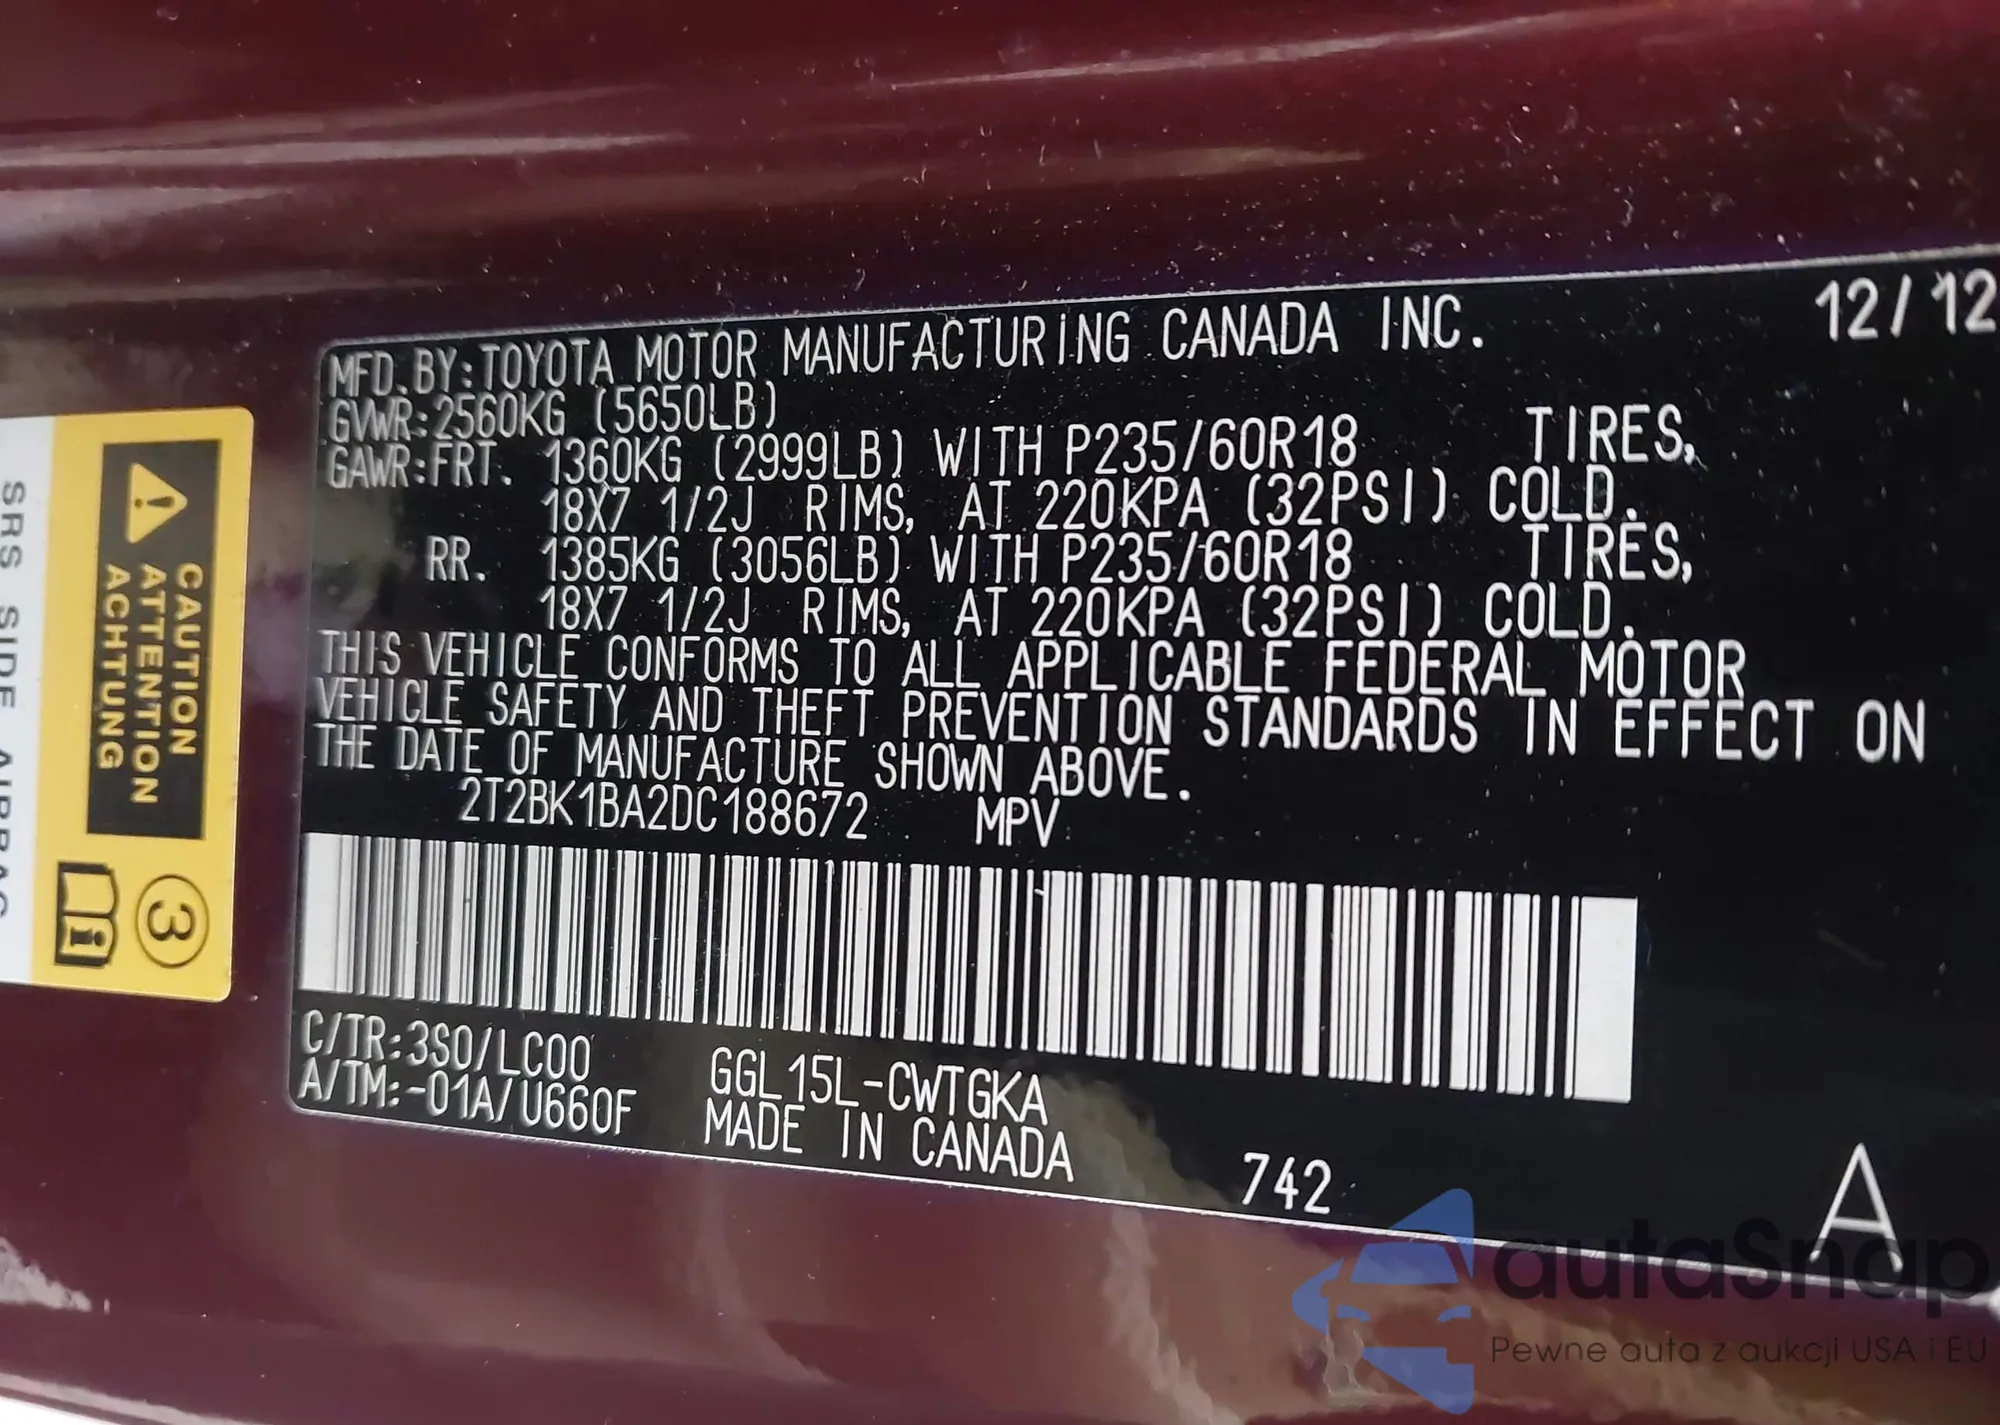 MFD. BY: TOYOTA MOTOR MANUFACTURING CANADA INC. 12/12
GVWR: 2560KG (5650LB)
GAWR: FRT. 1360KG (2999LB) WITH P235/60R18 TIRES,
18X7 1/2J RIMS, AT 220KPA (32PSI) COLD.
RR. 1385KG (3056LB) WITH P235/60R18 TIRES,
18X7 1/2J RIMS, AT 220KPA (32PSI) COLD.
THIS VEHICLE CONFORMS TO ALL APPLICABLE FEDERAL MOTOR
VEHICLE SAFETY AND THEFT PREVENTION STANDARDS IN EFFECT ON
THE DATE OF MANUFACTURE SHOWN ABOVE.
2T2BK1BA2DC188672 MPV
C/TR:3S0/LC00 GGL15L-CWTGKA
A/TM:-01A/U660F MADE IN CANADA
742
A
CAUTION
ATTENTION
ACHTUNG
3
i
SRS SIDE AIRBAG
autaSnap
Pewne auta z aukcji USA i EU